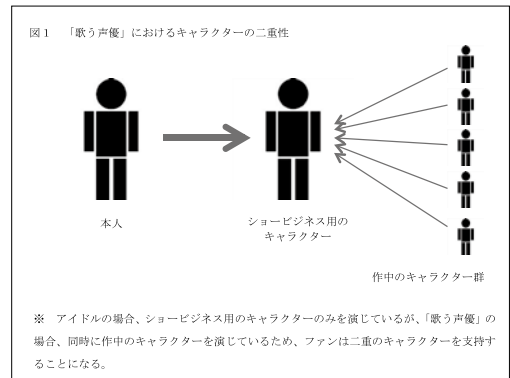 図１　「歌う声優」におけるキャラクターの二重性
本人
ショービジネス用の
キャラクター
作中のキャラクター群
※　アイドルの場合、ショービジネス用のキャラクターのみを演じているが、「歌う声優」の
場合、同時に作中のキャラクターを演じているため、ファンは二重のキャラクターを支持す
ることになる。